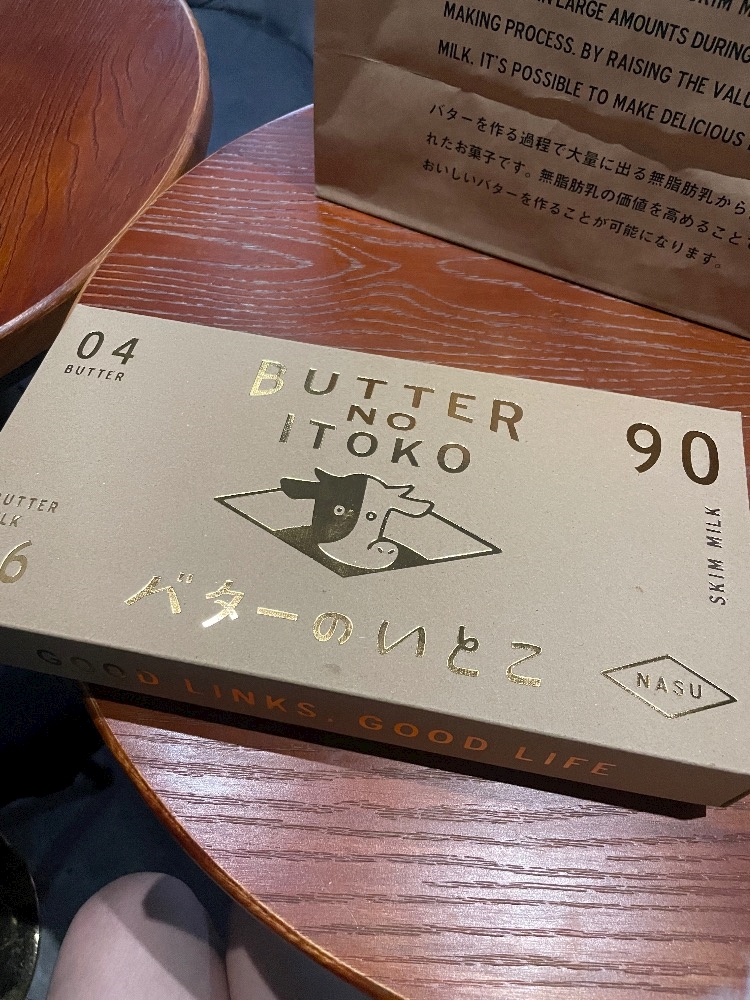 LARGE AMOUNTS DURING
MAKING PROCESS. BY RAISING THE
MILK, IT'S POSSIBLE TO MAKE DELICIOUS
バターを作る過程で大量に出る無脂肪乳から
れたお菓子です。無脂肪乳の価値を高めること
おいしいバターを作ることが可能になります。
04
BUTTER
BUTTER
NO
ITOKO
90
SKIM MILK
6
バターのいとこ
NASU
GOOD LINKS, GOOD LIFE